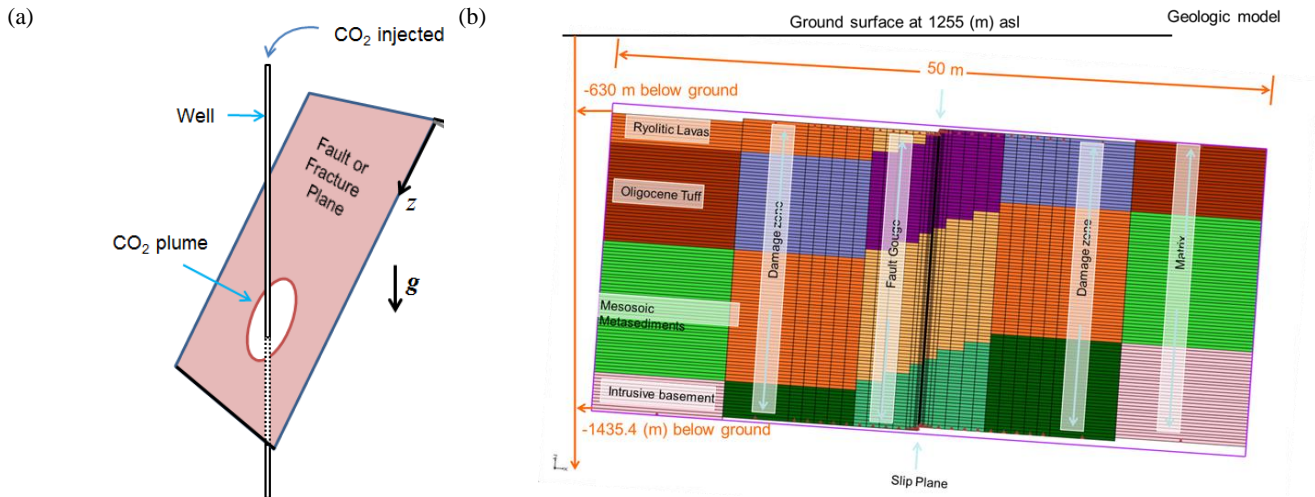 (a)
CO2 injected
Well
Fault or
Fracture
Plane
z
CO2 plume
g
(b)
Ground surface at 1255 (m) asl
Geologic model
50 m
-630 m below ground
Ryolitic Lavas
Oligocene Tuff
Mesosoic
Metasediments
Intrusive basement
Damage zone
Fault Gouge
Damage zone
Matrix
-1435.4 (m) below ground
Slip Plane